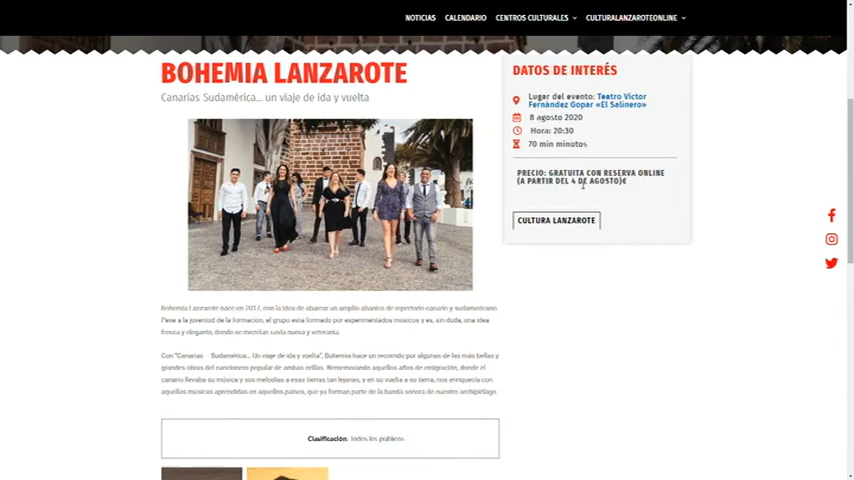 NOTICIAS CALENDARIO CENTROS CULTURALES CULTURALANZAROTEONLINE
BOHEMIA LANZAROTE
Canarias Sudamérica... un viaje de ida y vuelta
DATOS DE INTERÉS
Lugar del evento: Teatro Víctor
Fernández Gopar «El Salinero»
8 agosto 2020
Hora: 20:30
70 min minutos
PRECIO: GRATUITA CON RESERVA ONLINE
(A PARTIR DEL 4 DE AGOSTO)€
CULTURA LANZAROTE
Bohemia Lanzarote nace en 2017, con la idea de abarcar un amplio abanico de repertorio canario y sudamericano.
Pese a la juventud de la formación, el grupo esta formado por experimentados músicos y es, sin duda, una idea
fresca y elegante, donde se mezclan savia nueva y veteranía.
Con "Canarias Sudamérica... Un viaje de ida y vuelta", Bohemia hace un recorrido por algunas de las más bellas y
grandes obras del cancionero popular de ambas orillas. Rememorando aquellos años de emigración, donde el
canario llevaba su música y sus melodías a esas tierras tan lejanas, y en su vuelta a su tierra, nos enriquecía con
aquellas músicas aprendidas en aquellos países, que ya forman parte de la banda sonora de nuestro archipiélago.
Clasificación: Todos los públicos